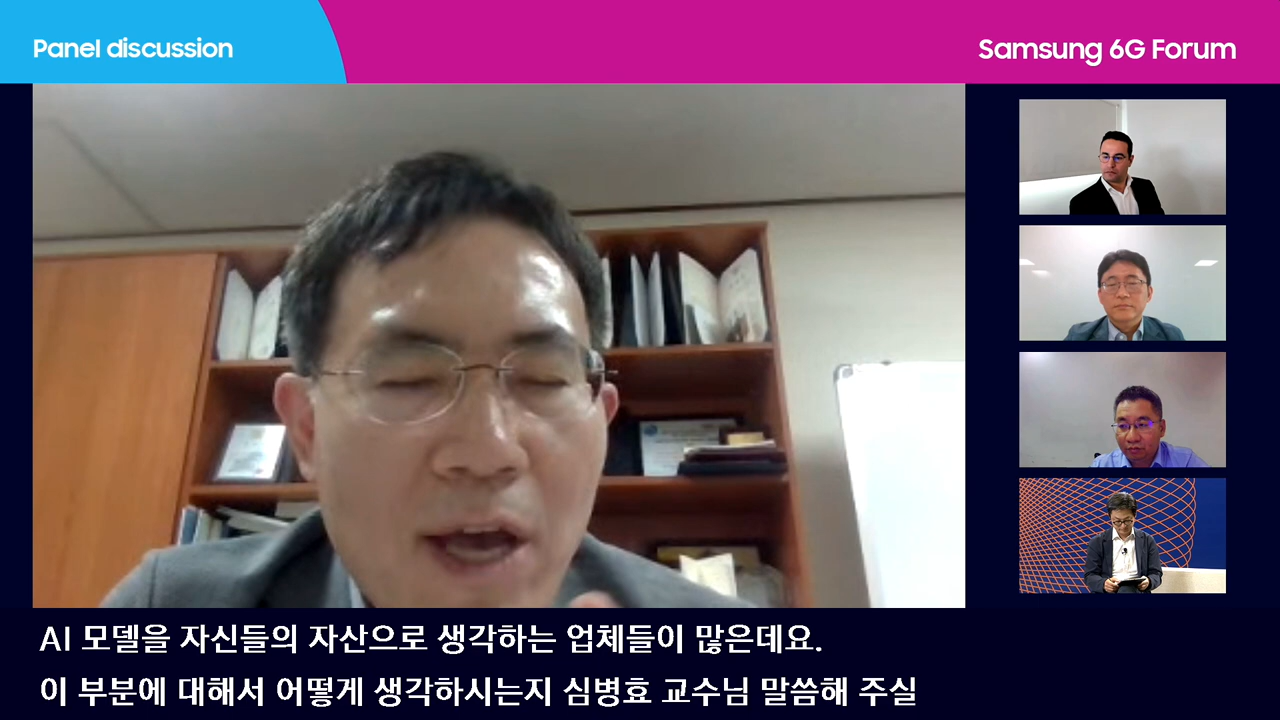 Panel discussion
Samsung 6G Forum
AI 모델을 자신들의 자산으로 생각하는 업체들이 많은데요.
이 부분에 대해서 어떻게 생각하시는지 심병효 교수님 말씀해 주실